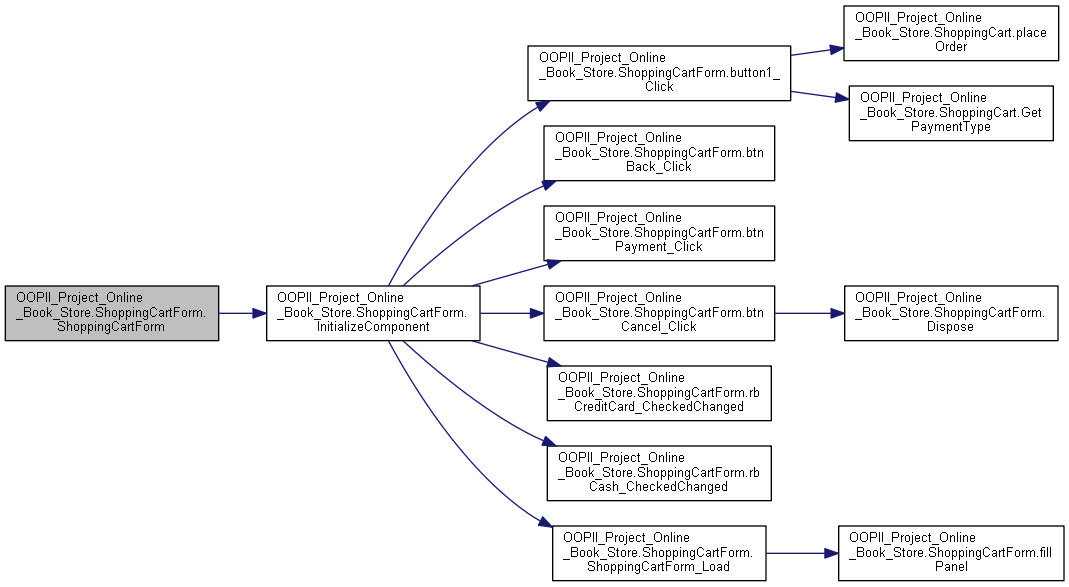 OOPII_Project_Online
_Book_Store.ShoppingCartForm.
ShoppingCartForm
OOPII_Project_Online
_Book_Store.ShoppingCartForm.
InitializeComponent
OOPII_Project_Online
_Book_Store.ShoppingCartForm.button1_
Click
OOPII_Project_Online
_Book_Store.ShoppingCart.place
Order
OOPII_Project_Online
_Book_Store.ShoppingCart.Get
PaymentType
OOPII_Project_Online
_Book_Store.ShoppingCartForm.btn
Back_Click
OOPII_Project_Online
_Book_Store.ShoppingCartForm.btn
Payment_Click
OOPII_Project_Online
_Book_Store.ShoppingCartForm.btn
Cancel_Click
OOPII_Project_Online
_Book_Store.ShoppingCartForm.
Dispose
OOPII_Project_Online
_Book_Store.ShoppingCartForm.rb
CreditCard_CheckedChanged
OOPII_Project_Online
_Book_Store.ShoppingCartForm.rb
Cash_CheckedChanged
OOPII_Project_Online
_Book_Store.ShoppingCartForm.
ShoppingCartForm_Load
OOPII_Project_Online
_Book_Store.ShoppingCartForm.fill
Panel